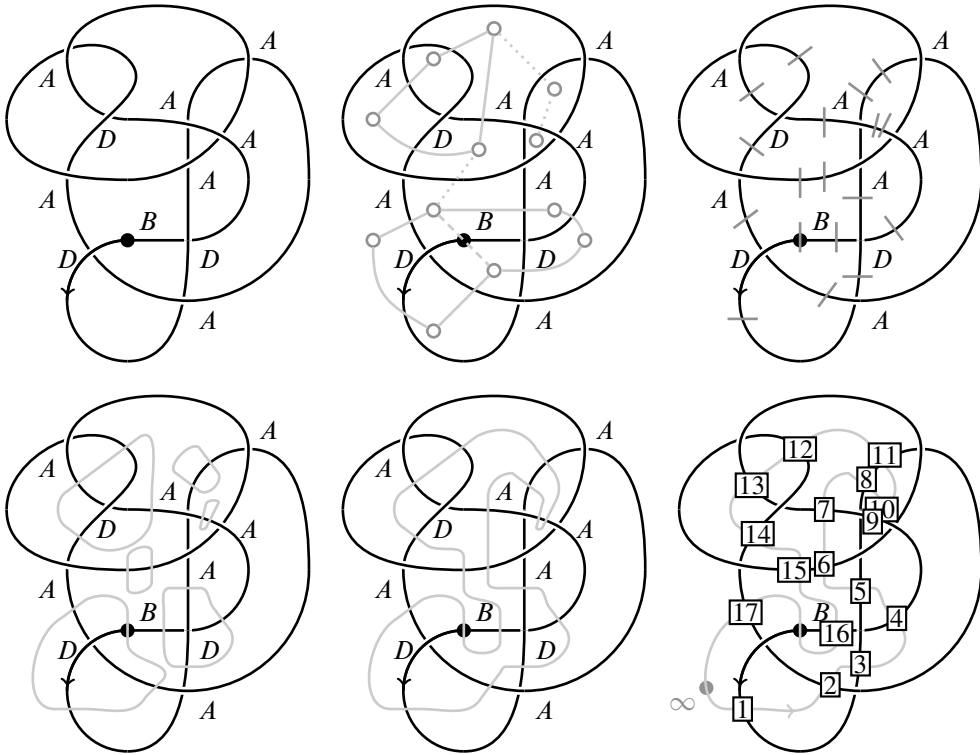 A A A
A A A
D A D A D A
A A A
A A A
B B B
D D D D D D
A A A
A A A
A A 12 11
A A 13 8
D A D A 14 7 10
9
A A 15 6
A A 17 5
B B B 4
D D D D 16 3
∞ 2
A A 1